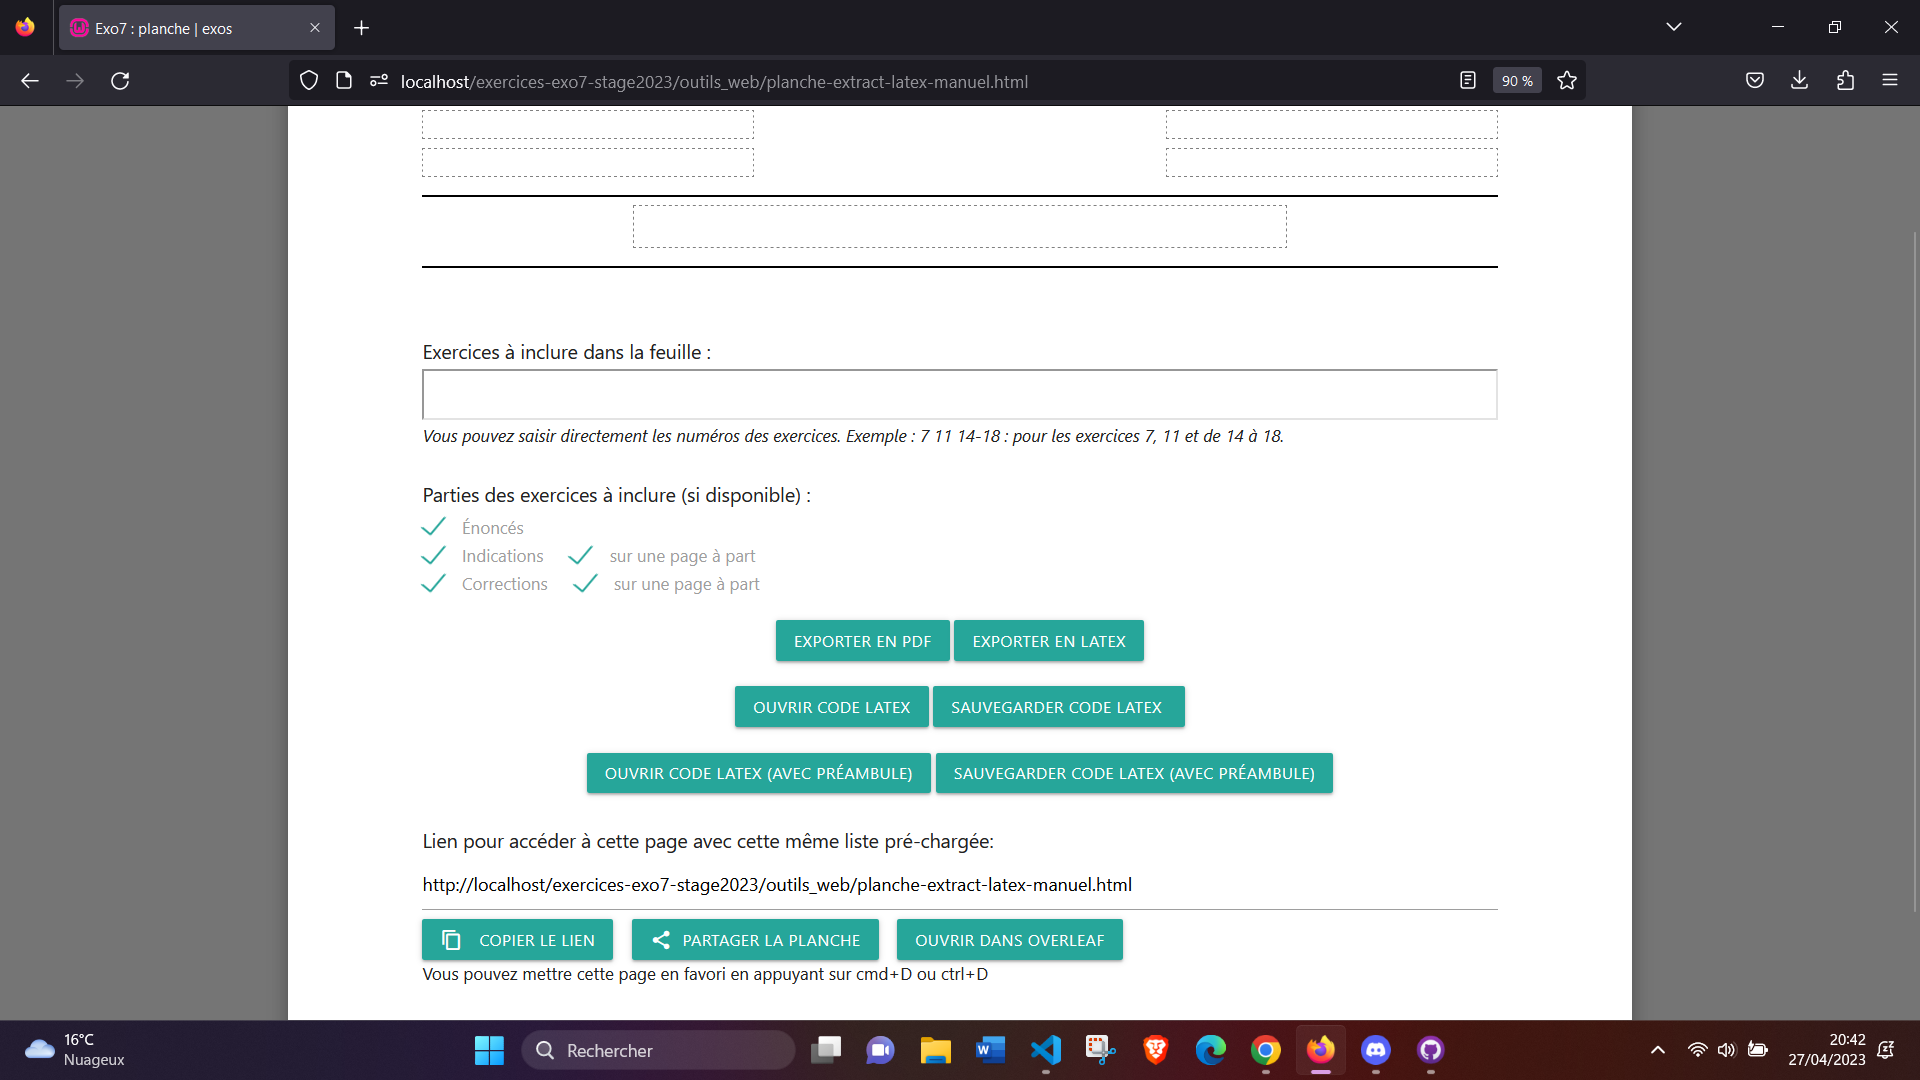 Exo7 : planche | exos
localhost/exercices-exo7-stage2023/outils_web/planche-extract-latex-manuel.html
90 %
Exercices à inclure dans la feuille :
Vous pouvez saisir directement les numéros des exercices. Exemple : 7 11 14-18 : pour les exercices 7, 11 et de 14 à 18.
Parties des exercices à inclure (si disponible) :
Énoncés
Indications sur une page à part
Corrections sur une page à part
EXPORTER EN PDF EXPORTER EN LATEX
OUVRIR CODE LATEX SAUVEGARDER CODE LATEX
OUVRIR CODE LATEX (AVEC PRÉAMBULE) SAUVEGARDER CODE LATEX (AVEC PRÉAMBULE)
Lien pour accéder à cette page avec cette même liste pré-chargée:
http://localhost/exercices-exo7-stage2023/outils_web/planche-extract-latex-manuel.html
COPIER LE LIEN PARTAGER LA PLANCHE OUVRIR DANS OVERLEAF
Vous pouvez mettre cette page en favori en appuyant sur cmd+D ou ctrl+D
16°C
Nuageux
Rechercher
20:42
27/04/2023